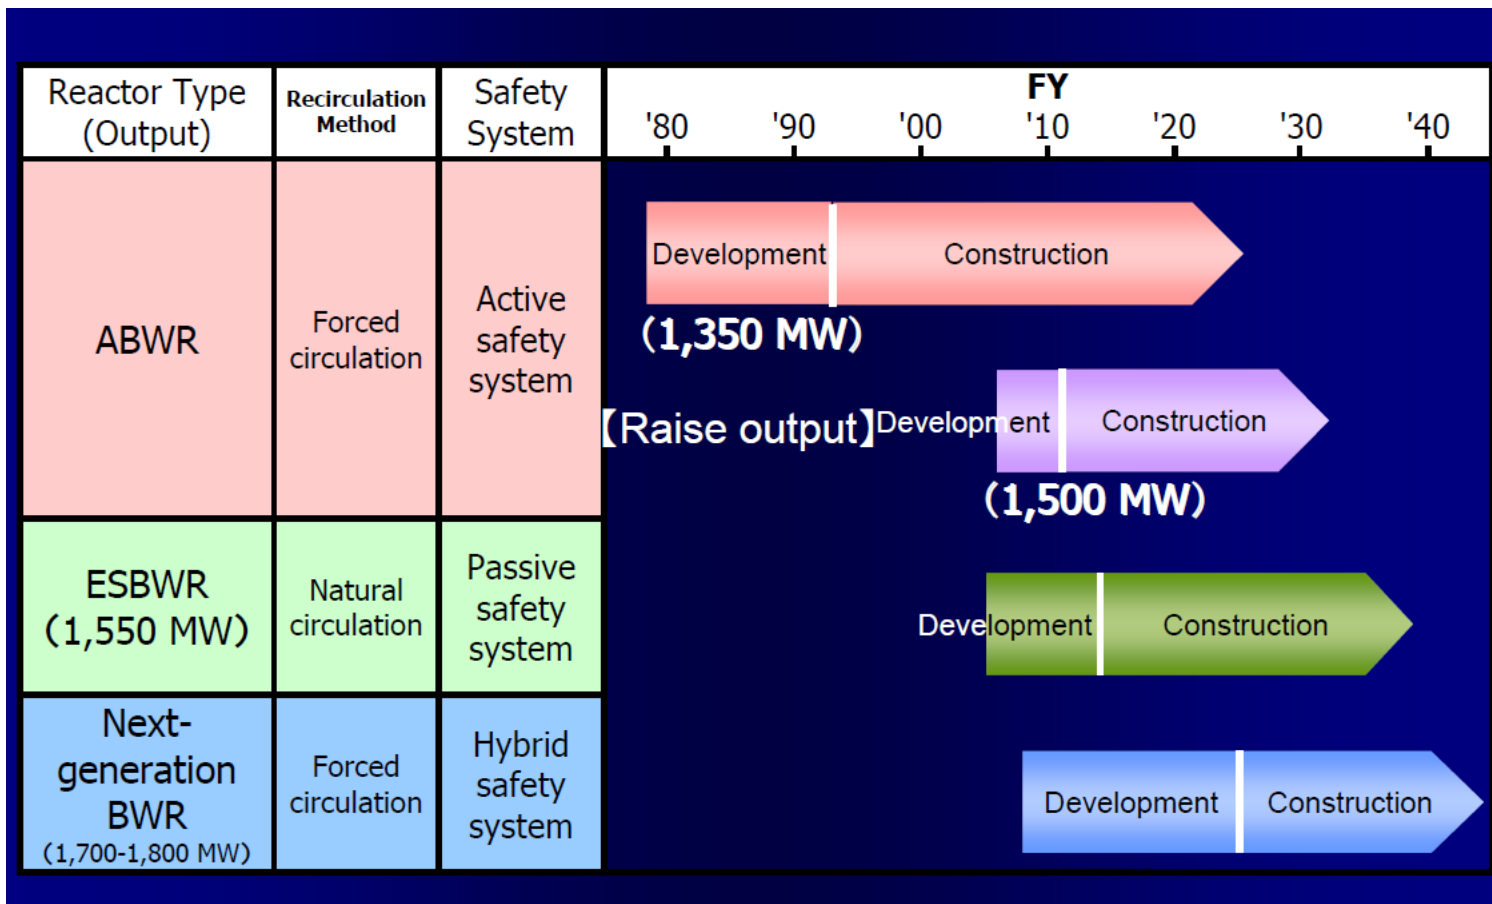 Reactor Type
(Output)
Recirculation
Method
Safety
System
FY
'80 '90 '00 '10 '20 '30 '40
ABWR
Forced
circulation
Active
safety
system
Development Construction
(1,350 MW)
【Raise output】Development Construction
(1,500 MW)
ESBWR
(1,550 MW)
Natural
circulation
Passive
safety
system
Development Construction
Next-
generation
BWR
(1,700-1,800 MW)
Forced
circulation
Hybrid
safety
system
Development Construction